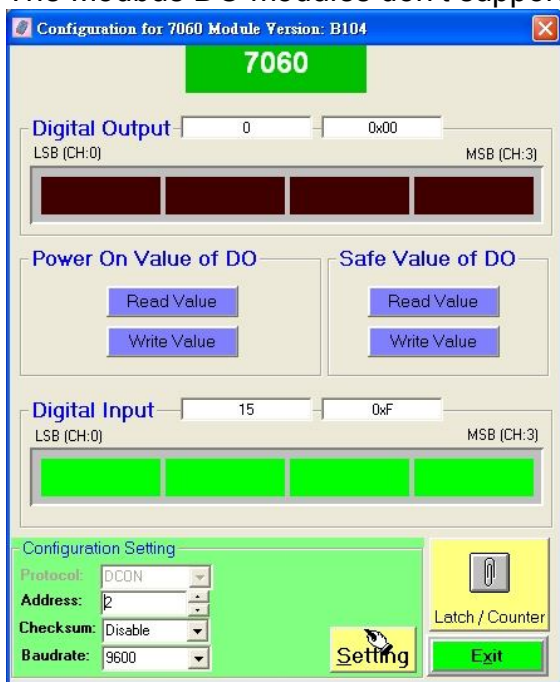 The Modbus DO modules don't suppor
Configuration for 7060 Module Version: B104
7060
Digital Output 0 0x00
LSB (CH:0) MSB (CH:3)
Power On Value of DO Safe Value of DO
Read Value Read Value
Write Value Write Value
Digital Input 15 0xF
LSB (CH:0) MSB (CH:3)
Configuration Setting
Protocol: DCON
Address: 2
Checksum: Disable
Baudrate: 9600
Setting
Latch / Counter
Exit